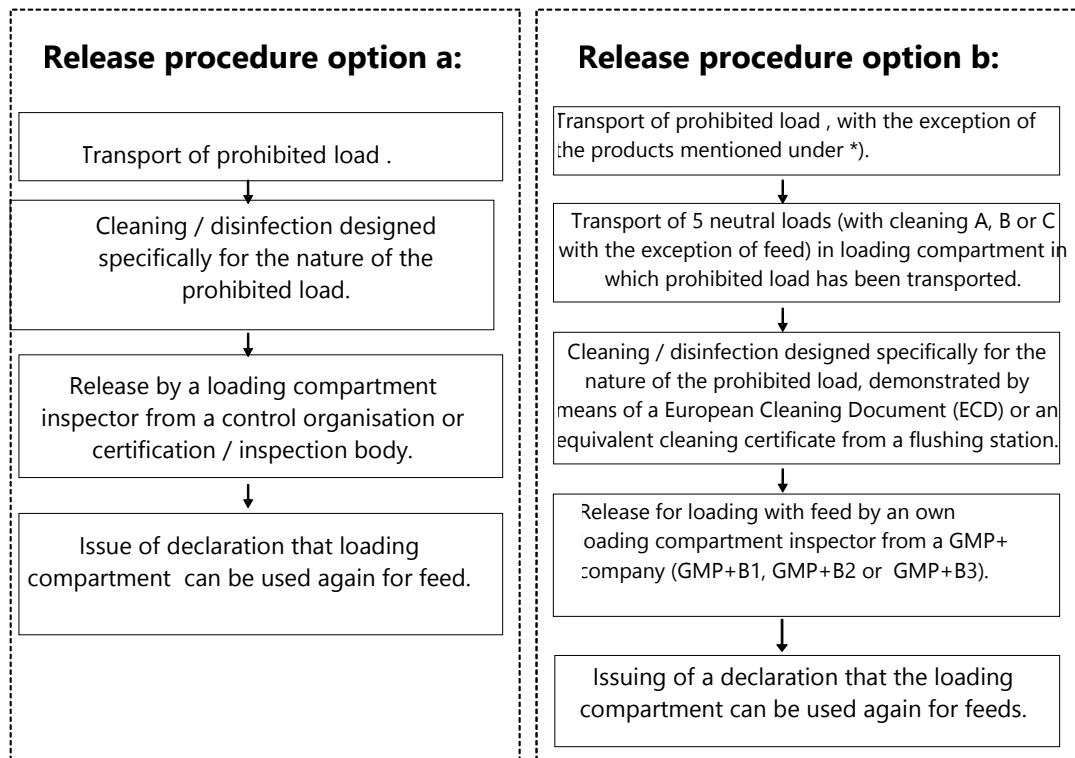 Release procedure option a:
Transport of prohibited load .
Cleaning / disinfection designed
specifically for the nature of the
prohibited load.
Release by a loading compartment
inspector from a control organisation or
certification / inspection body.
Issue of declaration that loading
compartment can be used again for feed.
Release procedure option b:
Transport of prohibited load , with the exception of
the products mentioned under *).
Transport of 5 neutral loads (with cleaning A, B or C
with the exception of feed) in loading compartment in
which prohibited load has been transported.
Cleaning / disinfection designed specifically for the
nature of the prohibited load, demonstrated by
means of a European Cleaning Document (ECD) or an
equivalent cleaning certificate from a flushing station.
Release for loading with feed by an own
loading compartment inspector from a GMP+
company (GMP+B1, GMP+B2 or GMP+B3).
Issuing of a declaration that the loading
compartment can be used again for feeds.